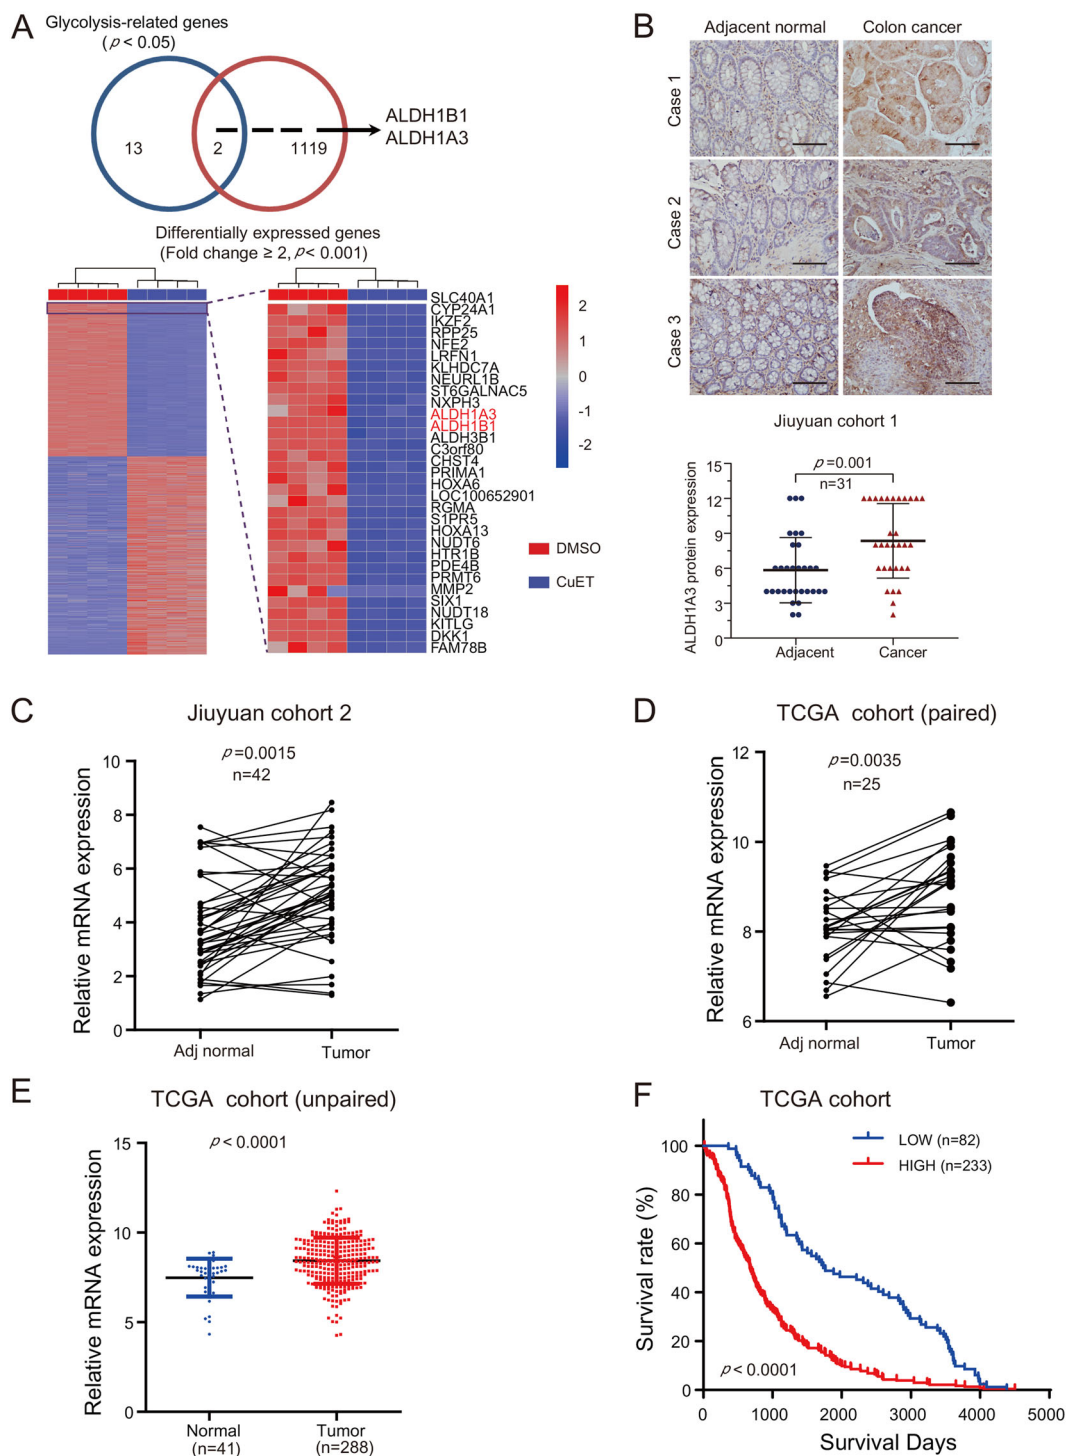 A
Glycolysis-related genes
(p < 0.05)
13
2
1119
ALDH1B1
ALDH1A3
Differentially expressed genes
(Fold change ≥ 2, p < 0.001)
SLC40A1
CYP24A1
IKZF2
RPP25
NFE2
LRFN1
KLHDC7A
NEURL1B
ST6GALNAC5
NXPH3
ALDH1A3
ALDH1B1
ALDH3B1
C3orf80
CHST4
PRIMA1
HOXA6
LOC100652901
RGMA
S1PR5
HOXA13
NUDT6
HTR1B
PDE4B
PRMT6
MMP2
SIX1
NUDT18
KITLG
DKK1
FAM78B
2
1
0
-1
-2
DMSO
CuET
B
Adjacent normal
Colon cancer
Case 1
Case 2
Case 3
Jiuyuan cohort 1
ALDH1A3 protein expression
15
12
9
6
3
0
p=0.001
n=31
Adjacent
Cancer
C
Jiuyuan cohort 2
p=0.0015
n=42
Relative mRNA expression
10
8
6
4
2
0
Adj normal
Tumor
D
TCGA cohort (paired)
p=0.0035
n=25
Relative mRNA expression
12
10
8
6
Adj normal
Tumor
E
TCGA cohort (unpaired)
p < 0.0001
Relative mRNA expression
15
10
5
0
Normal
(n=41)
Tumor
(n=288)
F
TCGA cohort
LOW (n=82)
HIGH (n=233)
Survival rate (%)
100
80
60
40
20
0
p < 0.0001
0
1000
2000
3000
4000
5000
Survival Days